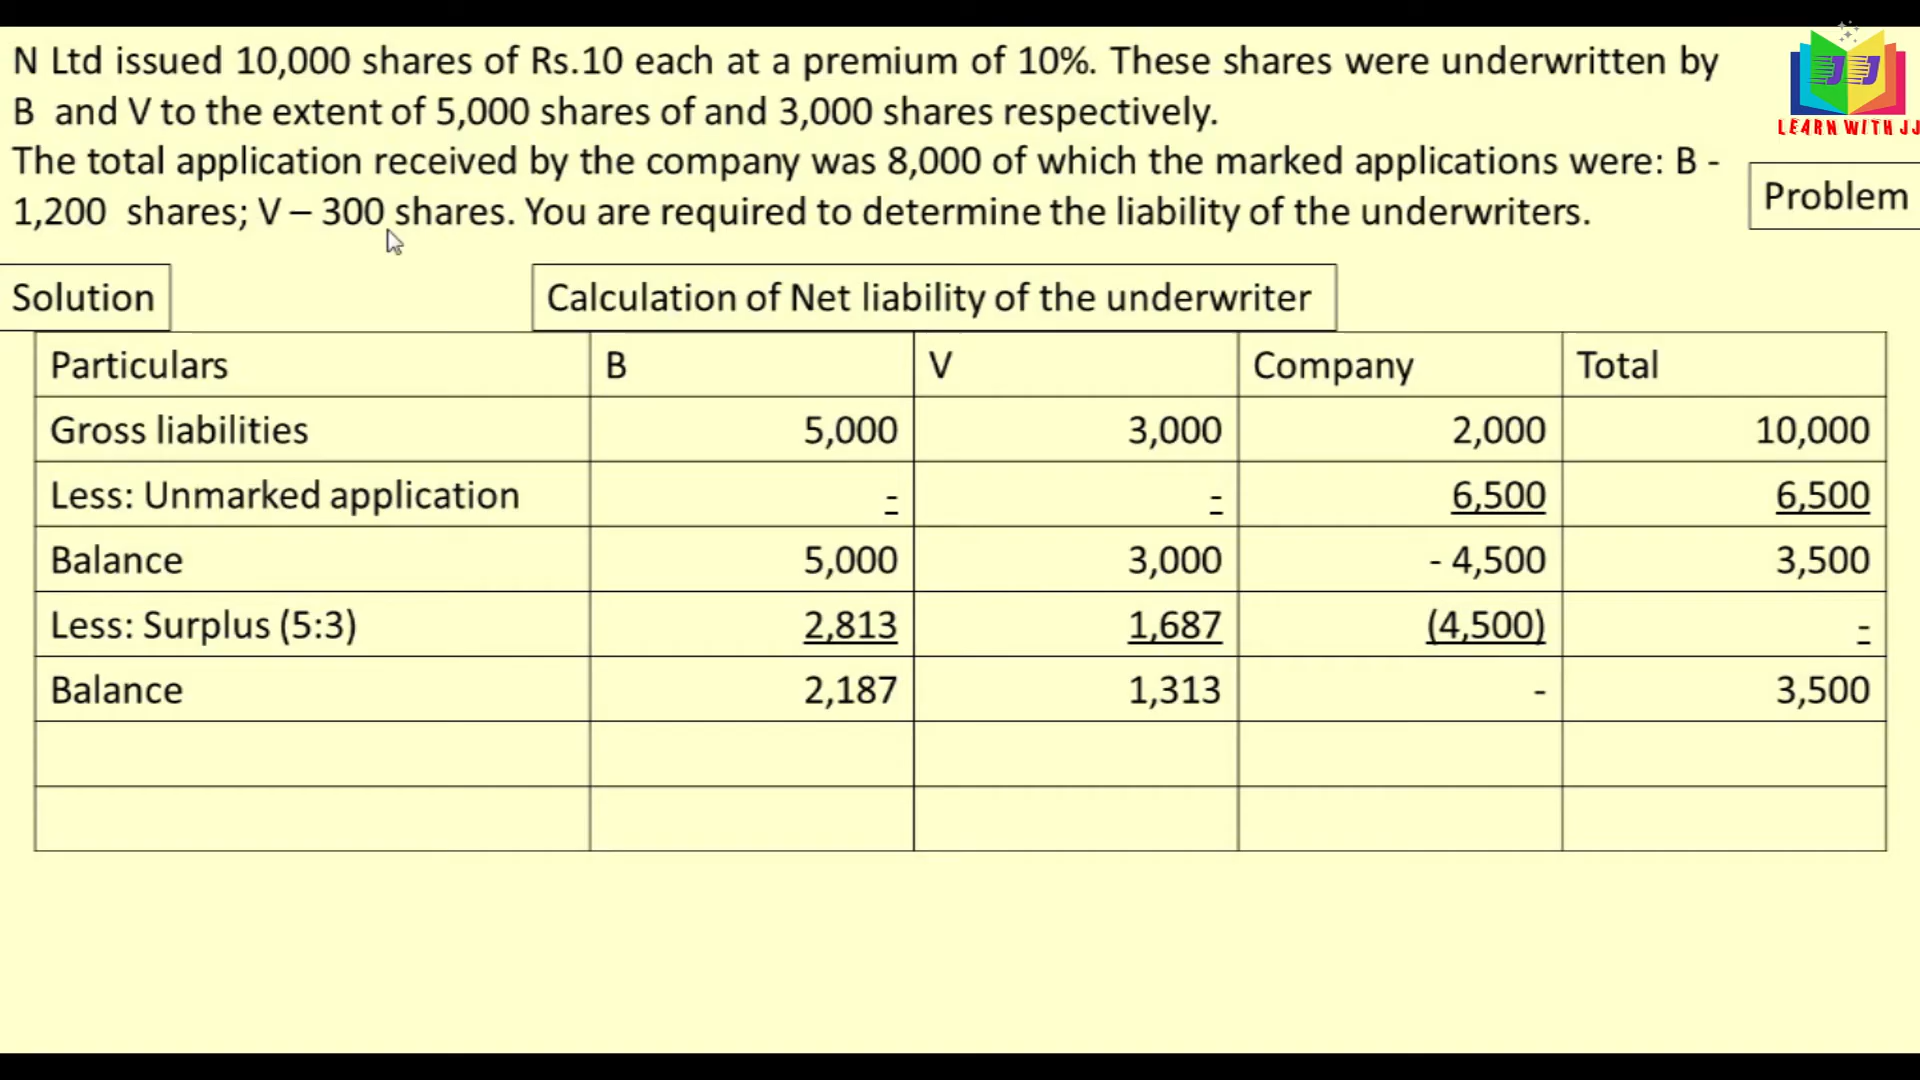 N Ltd issued 10,000 shares of Rs.10 each at a premium of 10%. These shares were underwritten by
B and V to the extent of 5,000 shares of and 3,000 shares respectively.
The total application received by the company was 8,000 of which the marked applications were: B -
1,200 shares; V – 300 shares. You are required to determine the liability of the underwriters.
JJ
LEARN WITH JJ
Problem
Solution
Calculation of Net liability of the underwriter
Particulars B V Company Total
Gross liabilities 5,000 3,000 2,000 10,000
Less: Unmarked application - - 6,500 6,500
Balance 5,000 3,000 - 4,500 3,500
Less: Surplus (5:3) 2,813 1,687 (4,500) -
Balance 2,187 1,313 - 3,500